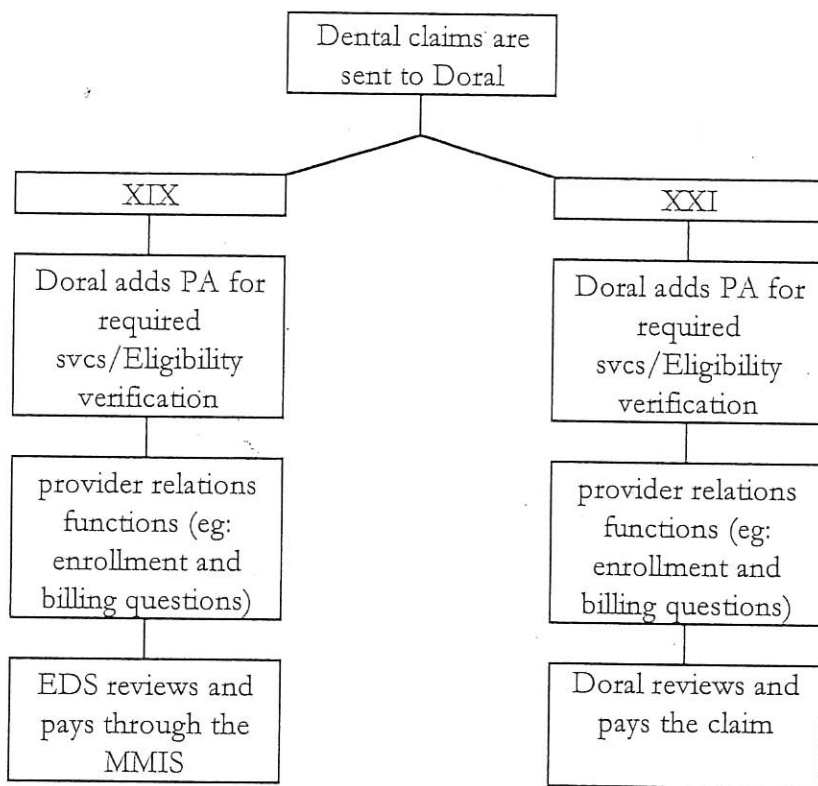 Dental claims are
sent to Doral
XIX
XXI
Doral adds PA for
required
svcs/Eligibility
verification
Doral adds PA for
required
svcs/Eligibility
verification
provider relations
functions (eg:
enrollment and
billing questions)
provider relations
functions (eg:
enrollment and
billing questions)
EDS reviews and
pays through the
MMIS
Doral reviews and
pays the claim